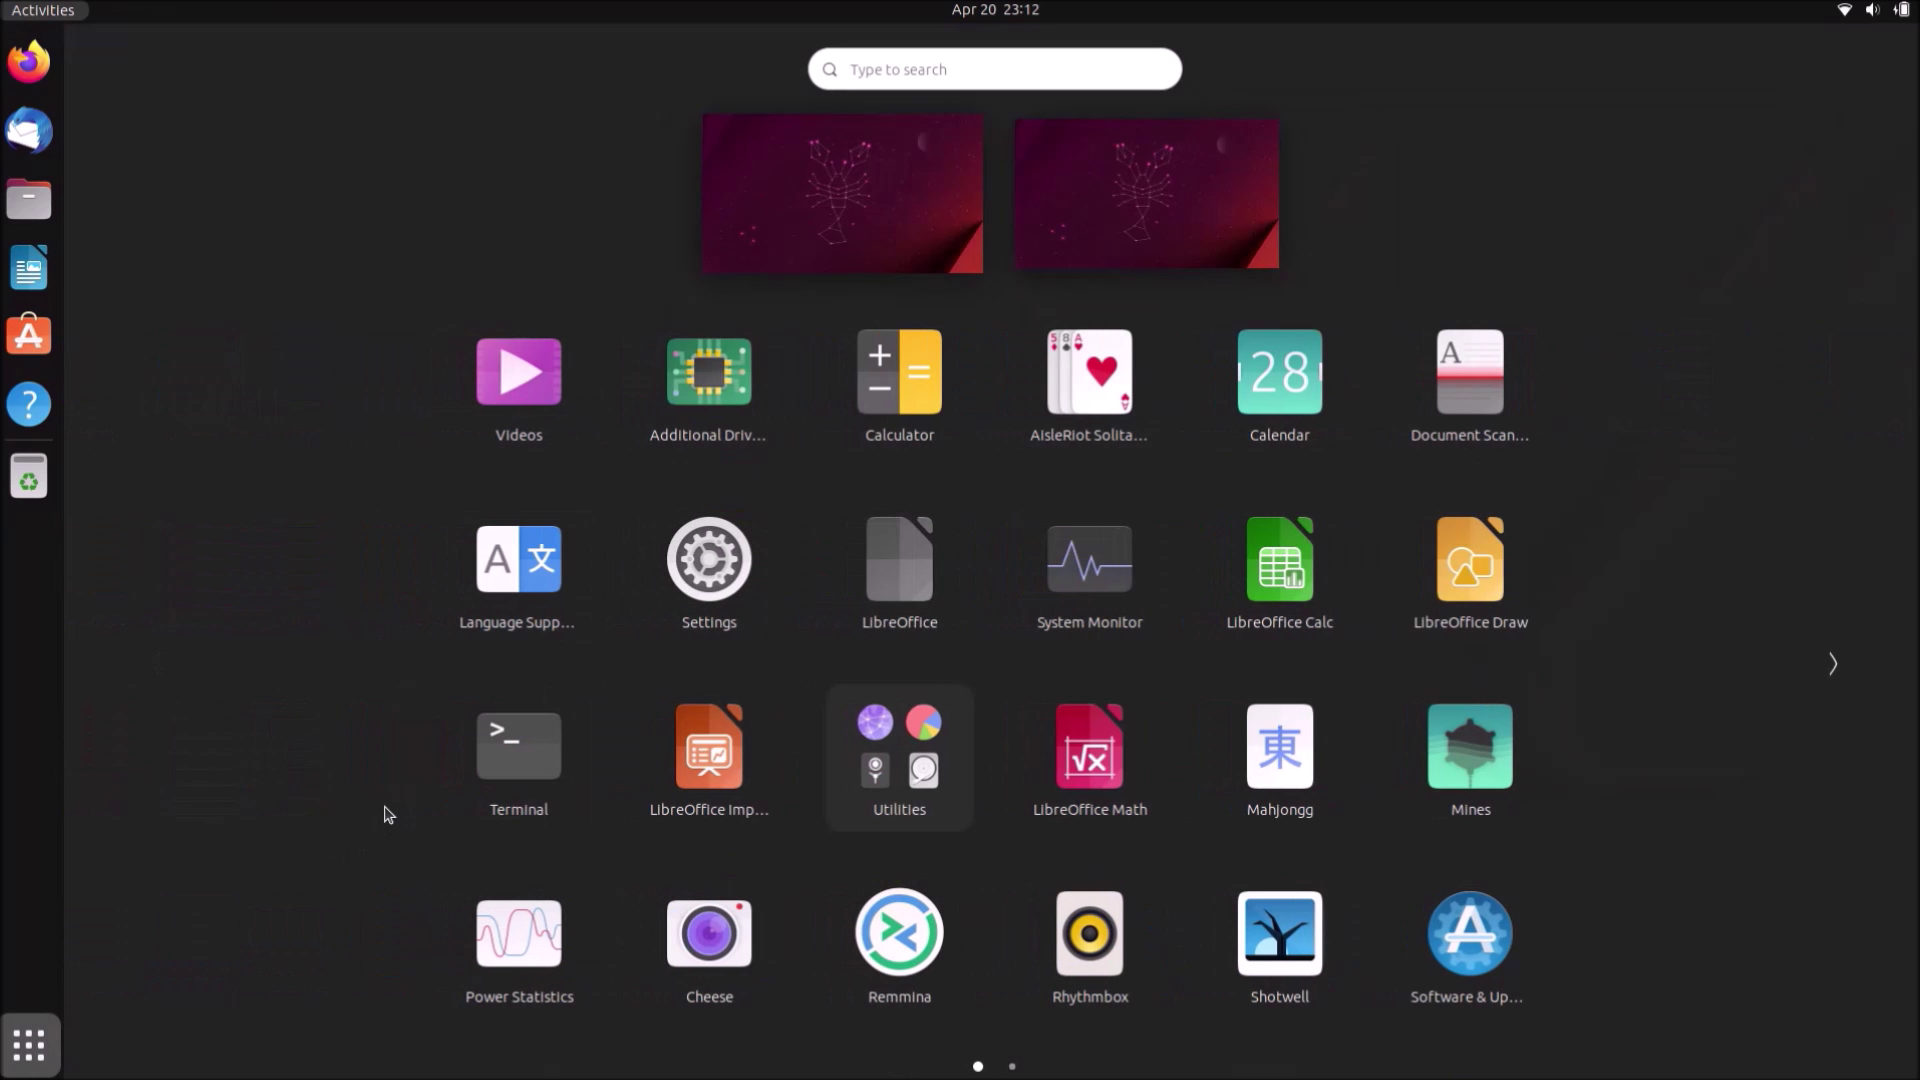 Activities
Apr 20 23:12
Type to search
Videos
Additional Driv...
Calculator
AisleRiot Solita...
Calendar
28
Document Scan...
A
Language Supp...
A 文
Settings
LibreOffice
System Monitor
LibreOffice Calc
LibreOffice Draw
Terminal
>_
LibreOffice Imp...
Utilities
LibreOffice Math
√x
Mahjongg
東
Mines
Power Statistics
Cheese
Remmina
Rhythmbox
Shotwell
Software & Up...